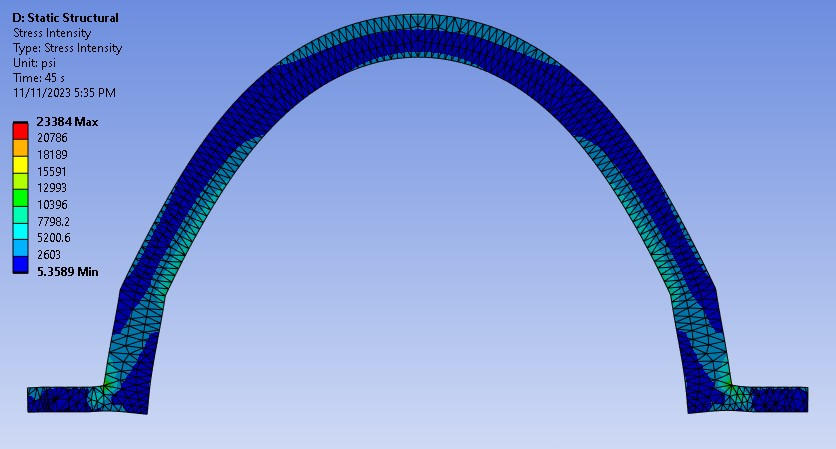 D: Static Structural
Stress Intensity
Type: Stress Intensity
Unit: psi
Time: 45 s
11/11/2023 5:35 PM
23384 Max
20786
18189
15591
12993
10396
7798.2
5200.6
2603
5.3589 Min